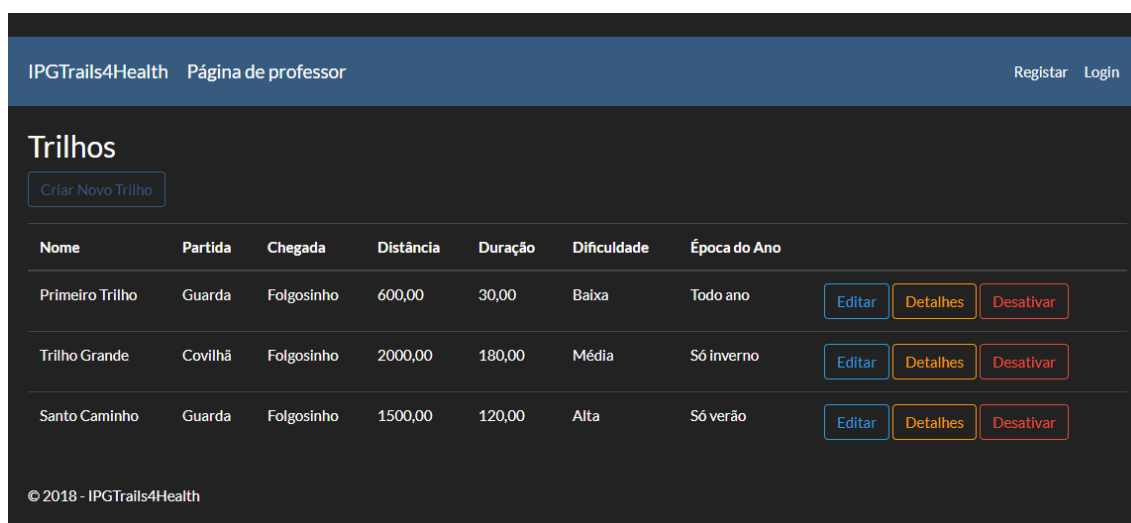 IPGTrails4Health Página de professor Registar Login
Trilhos
Criar Novo Trilho
Nome Partida Chegada Distância Duração Dificuldade Época do Ano
Primeiro Trilho Guarda Folgosinho 600,00 30,00 Baixa Todo ano Editar Detalhes Desativar
Trilho Grande Covilhã Folgosinho 2000,00 180,00 Média Só inverno Editar Detalhes Desativar
Santo Caminho Guarda Folgosinho 1500,00 120,00 Alta Só verão Editar Detalhes Desativar
© 2018 - IPGTrails4Health